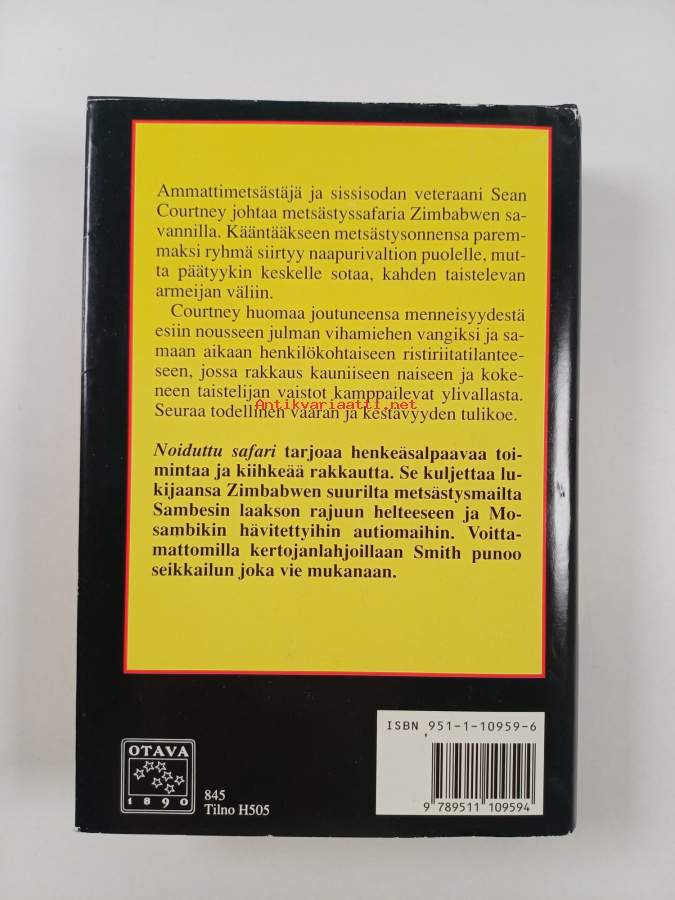 Ammattimetsästäjä ja sissisodan veteraani Sean
Courtney johtaa metsästyssafaria Zimbabwen sa-
vannilla. Kääntääkseen metsästysonnensa parem-
maksi ryhmä siirtyy naapurivaltion puolelle, mut-
ta päätyykin keskelle sotaa, kahden taistelevan
armeijan väliin.
Courtney huomaa joutuneensa menneisyydestä
esiin nousseen julman vihamiehen vangiksi ja sa-
maan aikaan henkilökohtaiseen ristiriitatilantee-
seen, jossa rakkaus kauniiseen naiseen ja koke-
neen taistelijan vaistot kamppailevat ylivallasta.
Antikvariaatti.net
Seuraa todellinen vaaran ja kestävyyden tulikoe.
Noiduttu safari tarjoaa henkeäsalpaavaa toi-
mintaa ja kiihkeää rakkautta. Se kuljettaa lu-
kijaansa Zimbabwen suurilta metsästysmailta
Sambesin laakson rajuun helteeseen ja Mo-
sambikin hävitettyihin autiomaihin. Voitta-
mattomilla kertojanlahjoillaan Smith punoo
seikkailun joka vie mukanaan.
ISBN 951-1-10959-6
OTAVA
1890
845
Tilno H505
9 789511 109594